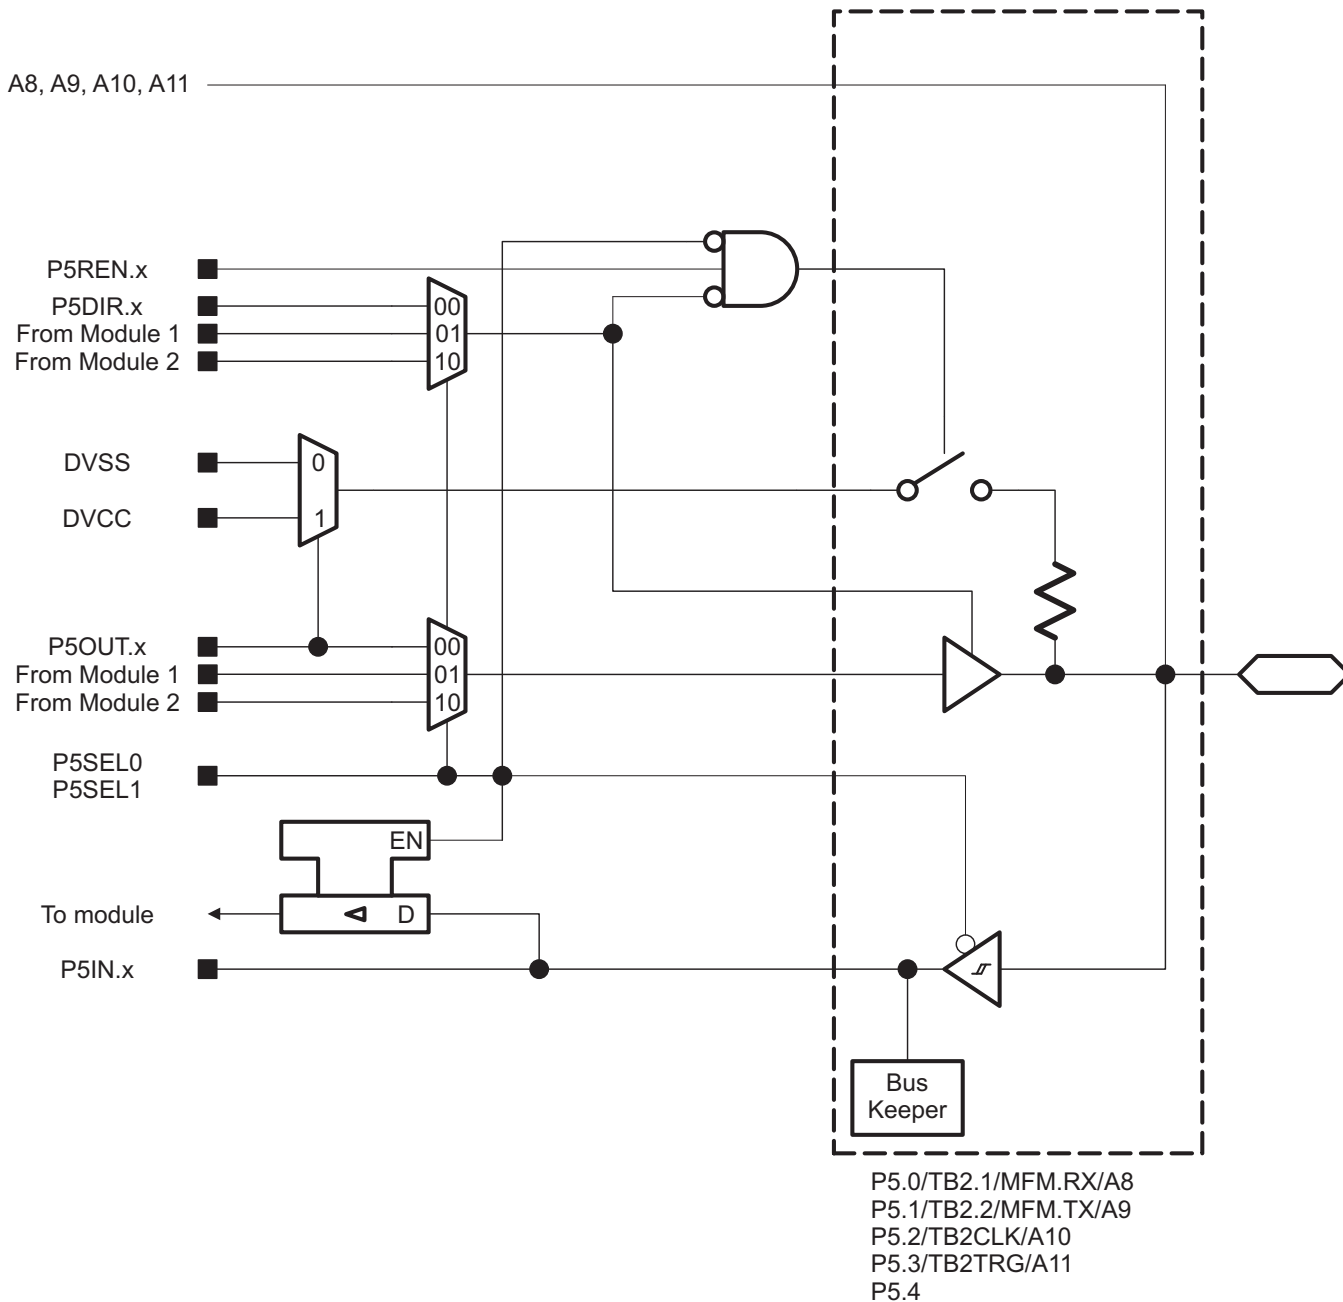 A8, A9, A10, A11
P5REN.x
P5DIR.x
From Module 1
From Module 2
00
01
10
DVSS
DVCC
0
1
P5OUT.x
From Module 1
From Module 2
00
01
10
P5SEL0
P5SEL1
EN
To module
D
P5IN.x
Bus
Keeper
P5.0/TB2.1/MFM.RX/A8
P5.1/TB2.2/MFM.TX/A9
P5.2/TB2CLK/A10
P5.3/TB2TRG/A11
P5.4